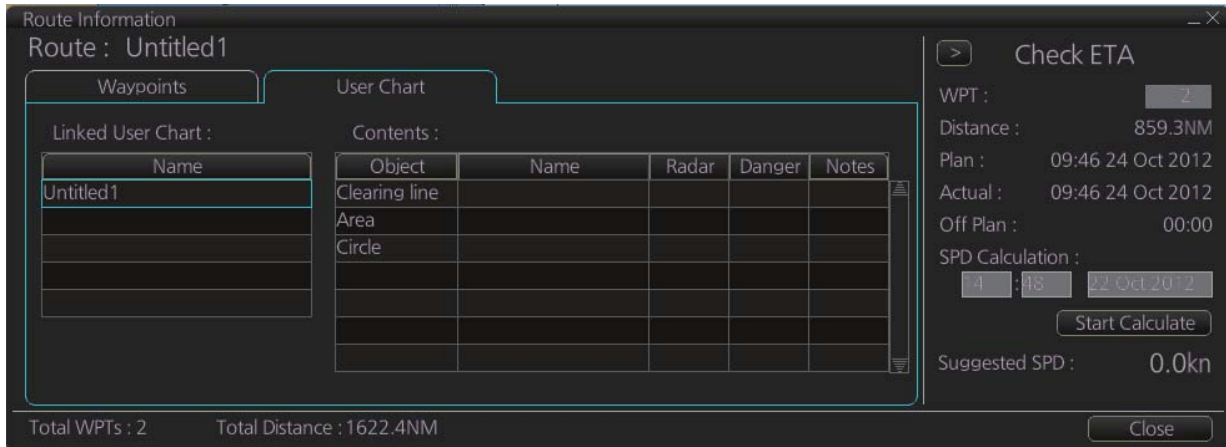 Route Information
Route : Untitled1
Waypoints User Chart
Linked User Chart : Contents :
Name Object Name Radar Danger Notes
Untitled1 Clearing line
Area
Circle
> Check ETA
WPT : 2
Distance : 859.3NM
Plan : 09:46 24 Oct 2012
Actual : 09:46 24 Oct 2012
Off Plan : 00:00
SPD Calculation :
14 : 48 22 Oct 2012
Start Calculate
Suggested SPD : 0.0kn
Total WPTs : 2 Total Distance : 1622.4NM
Close